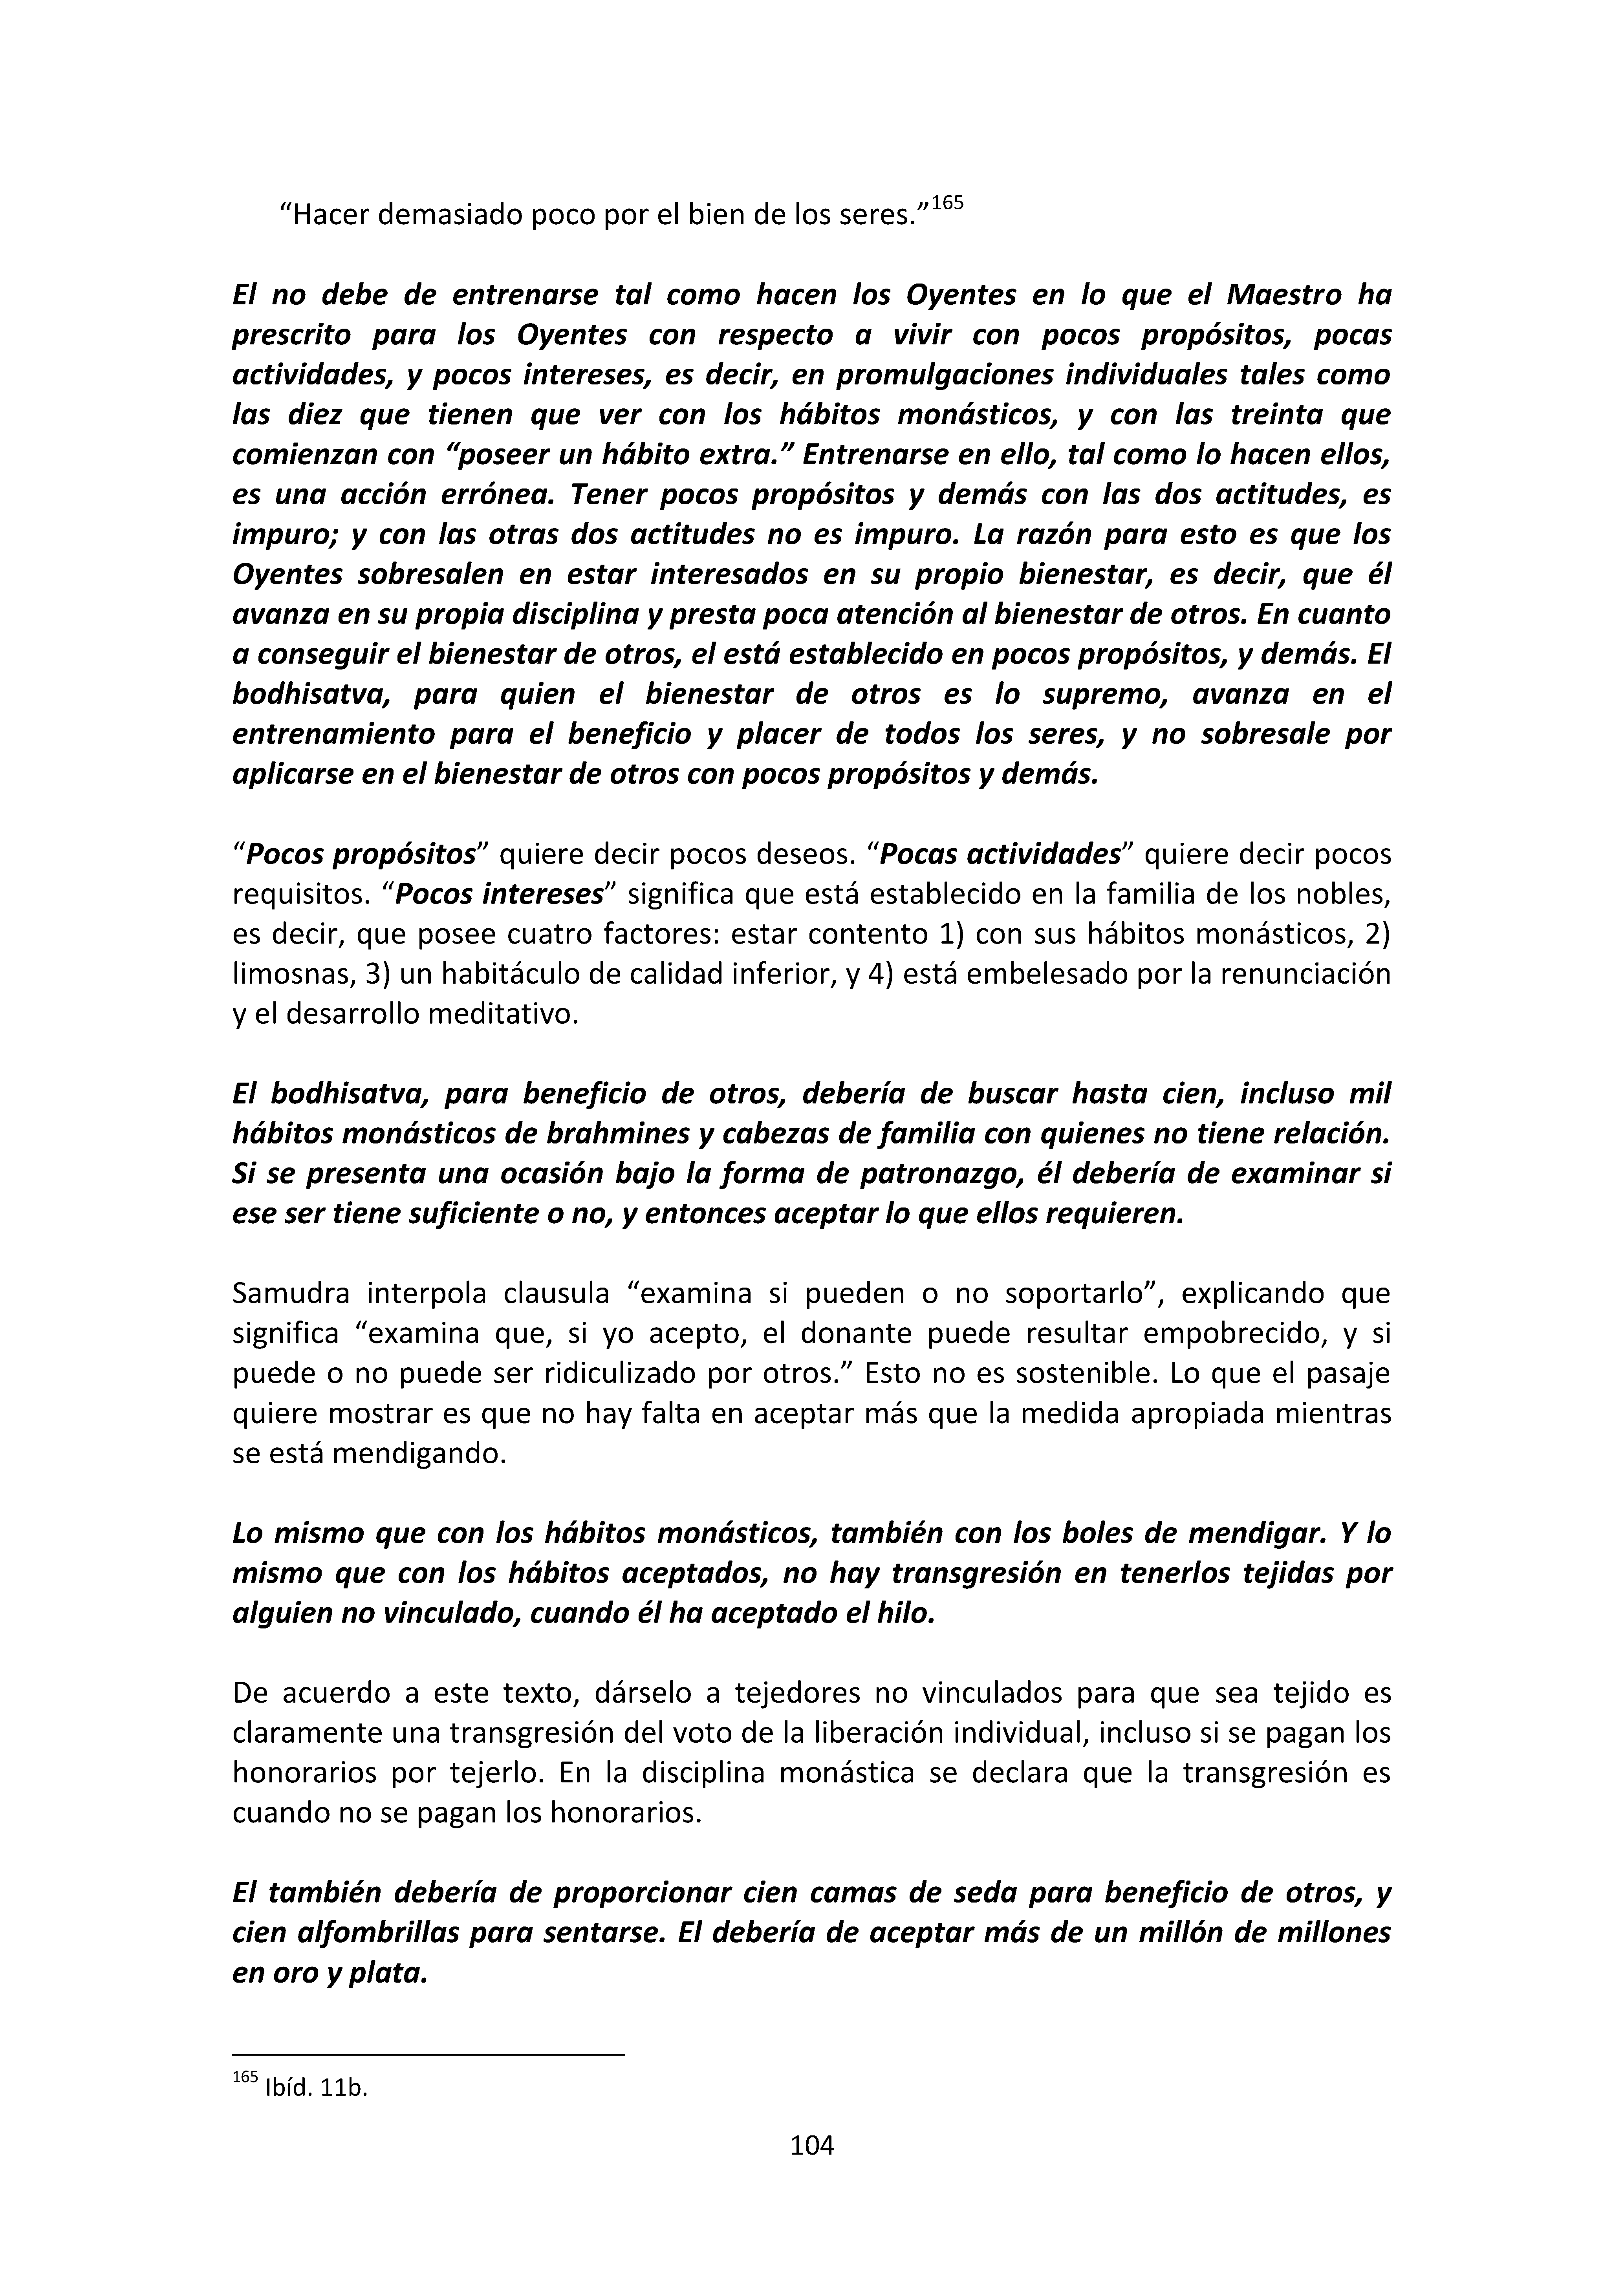 “Hacer demasiado poco por el bien de los seres.”165
El no debe de entrenarse tal como hacen los Oyentes en lo que el Maestro ha
prescrito para los Oyentes con respecto a vivir con pocos propósitos, pocas
actividades, y pocos intereses, es decir, en promulgaciones individuales tales como
las diez que tienen que ver con los hábitos monásticos, y con las treinta que
comienzan con “poseer un hábito extra.” Entrenarse en ello, tal como lo hacen ellos,
es una acción errónea. Tener pocos propósitos y demás con las dos actitudes, es
impuro; y con las otras dos actitudes no es impuro. La razón para esto es que los
Oyentes sobresalen en estar interesados en su propio bienestar, es decir, que él
avanza en su propia disciplina y presta poca atención al bienestar de otros. En cuanto
a conseguir el bienestar de otros, el está establecido en pocos propósitos, y demás. El
bodhisatva, para quien el bienestar de otros es lo supremo, avanza en el
entrenamiento para el beneficio y placer de todos los seres, y no sobresale por
aplicarse en el bienestar de otros con pocos propósitos y demás.
“Pocos propósitos” quiere decir pocos deseos. “Pocas actividades” quiere decir pocos
requisitos. “Pocos intereses” significa que está establecido en la familia de los nobles,
es decir, que posee cuatro factores: estar contento 1) con sus hábitos monásticos, 2)
limosnas, 3) un habitáculo de calidad inferior, y 4) está embelesado por la renunciación
y el desarrollo meditativo.
El bodhisatva, para beneficio de otros, debería de buscar hasta cien, incluso mil
hábitos monásticos de brahmines y cabezas de familia con quienes no tiene relación.
Si se presenta una ocasión bajo la forma de patronazgo, él debería de examinar si
ese ser tiene suficiente o no, y entonces aceptar lo que ellos requieren.
Samudra interpola clausula “examina si pueden o no soportarlo”, explicando que
significa “examina que, si yo acepto, el donante puede resultar empobrecido, y si
puede o no puede ser ridiculizado por otros.” Esto no es sostenible. Lo que el pasaje
quiere mostrar es que no hay falta en aceptar más que la medida apropiada mientras
se está mendigando.
Lo mismo que con los hábitos monásticos, también con los boles de mendigar. Y lo
mismo que con los hábitos aceptados, no hay transgresión en tenerlos tejidas por
alguien no vinculado, cuando él ha aceptado el hilo.
De acuerdo a este texto, dárselo a tejedores no vinculados para que sea tejido es
claramente una transgresión del voto de la liberación individual, incluso si se pagan los
honorarios por tejerlo. En la disciplina monástica se declara que la transgresión es
cuando no se pagan los honorarios.
El también debería de proporcionar cien camas de seda para beneficio de otros, y
cien alfombrillas para sentarse. El debería de aceptar más de un millón de millones
en oro y plata.
165 Ibíd. 11b.
104